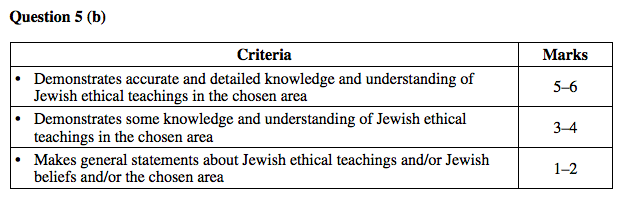 Question 5 (b)
Criteria Marks
• Demonstrates accurate and detailed knowledge and understanding of
Jewish ethical teachings in the chosen area
5–6
• Demonstrates some knowledge and understanding of Jewish ethical
teachings in the chosen area
3–4
• Makes general statements about Jewish ethical teachings and/or Jewish
beliefs and/or the chosen area
1–2